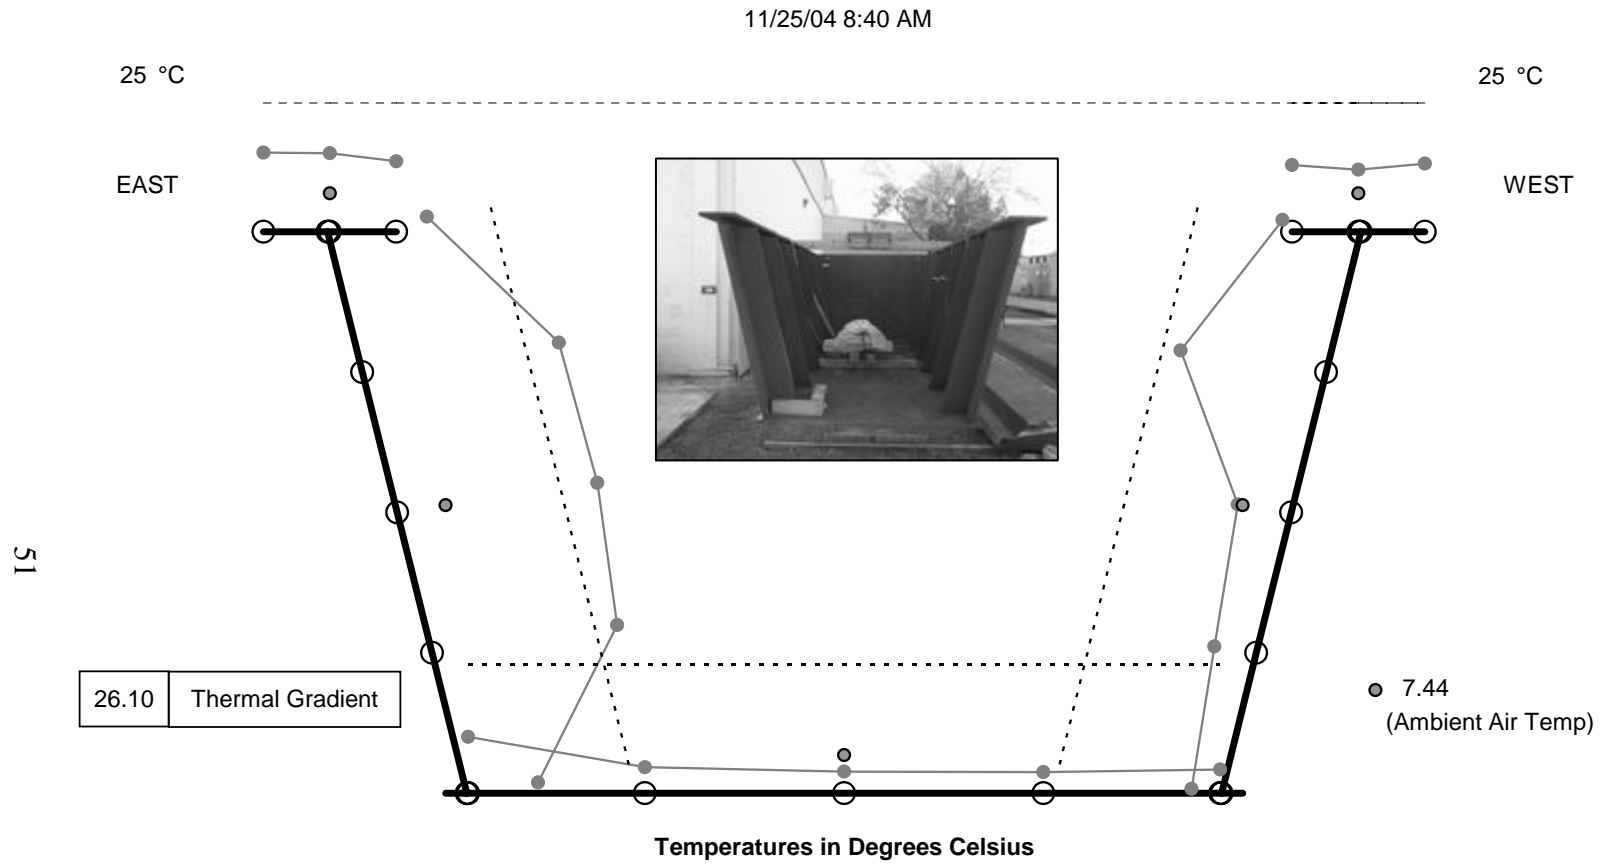 11/25/04 8:40 AM
25 °C
25 °C
EAST
WEST
51
26.10 Thermal Gradient
7.44
(Ambient Air Temp)
Temperatures in Degrees Celsius